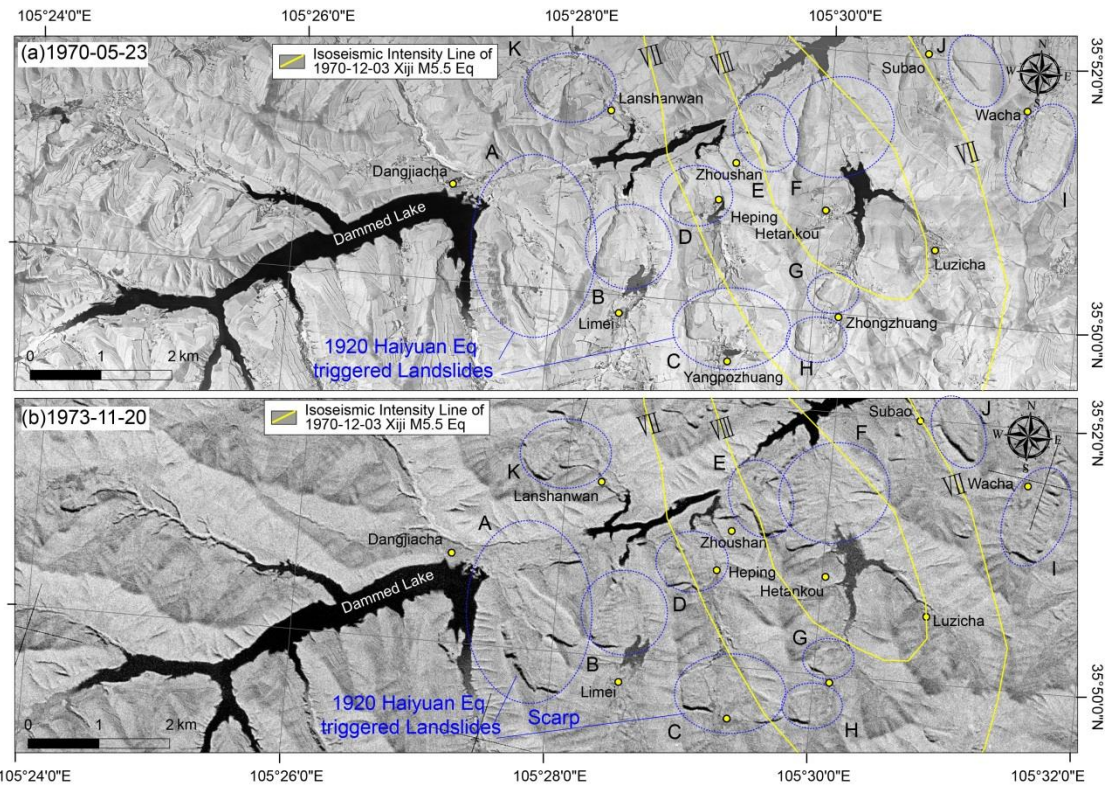 105°24'0"E 105°26'0"E 105°28'0"E 105°30'0"E
(a)1970-05-23
Isoseismic Intensity Line of
1970-12-03 Xiji M5.5 Eq
K
VII
VIII
J
Subao
N
W E
S
35°52'0"N
Lanshanwan
Wacha
A
VII
Dangjiacha
Zhoushan
E
F
I
Dammed Lake
D
Heping
Hetankou
Luzicha
G
B
Limei
Zhongzhuang
35°50'0"N
1920 Haiyuan Eq
triggered Landslides
C
H
Yangpozhuang
0 1 2 km
(b)1973-11-20
Isoseismic Intensity Line of
1970-12-03 Xiji M5.5 Eq
VII
VIII
Subao
J
F
N
W E
S
35°52'0"N
K
E
Lanshanwan
VII
Wacha
A
Dangjiacha
Zhoushan
I
Heping
Dammed Lake
D
Hetankou
Luzicha
G
B
Limei
35°50'0"N
1920 Haiyuan Eq
triggered Landslides
Scarp
C
H
0 1 2 km
105°24'0"E 105°26'0"E 105°28'0"E 105°30'0"E 105°32'0"E